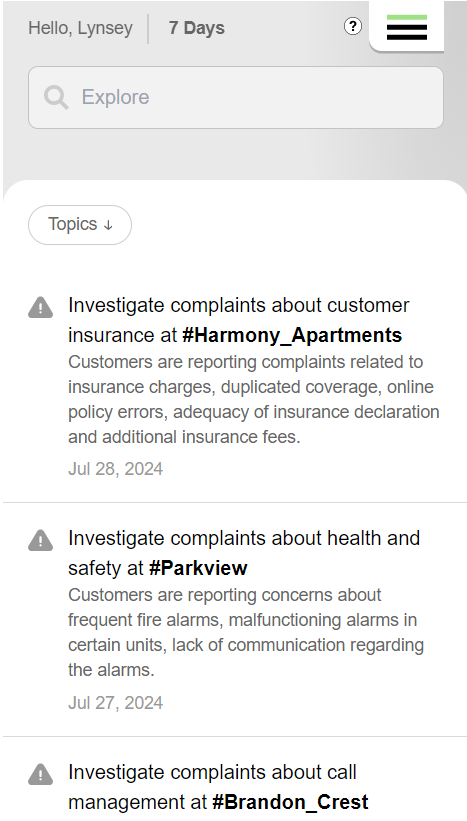 Hello, Lynsey 7 Days ?
Explore
Topics ↓
Investigate complaints about customer
insurance at #Harmony_Apartments
Customers are reporting complaints related to
insurance charges, duplicated coverage, online
policy errors, adequacy of insurance declaration
and additional insurance fees.
Jul 28, 2024
Investigate complaints about health and
safety at #Parkview
Customers are reporting concerns about
frequent fire alarms, malfunctioning alarms in
certain units, lack of communication regarding
the alarms.
Jul 27, 2024
Investigate complaints about call
management at #Brandon_Crest